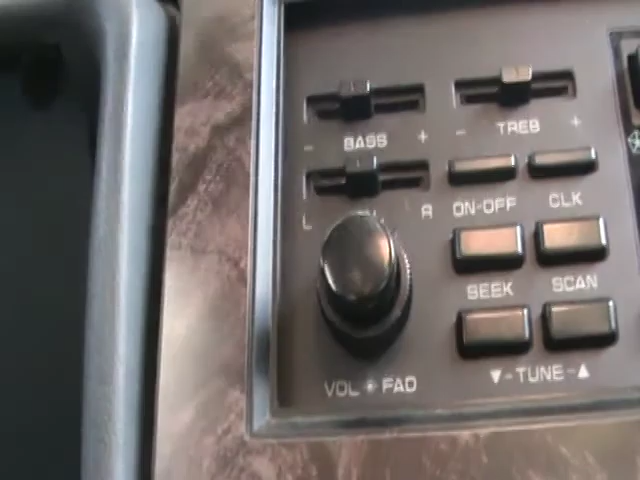 - BASS +
- TREB +
L R
ON-OFF CLK
SEEK SCAN
VOL FAD
▼-TUNE-▲